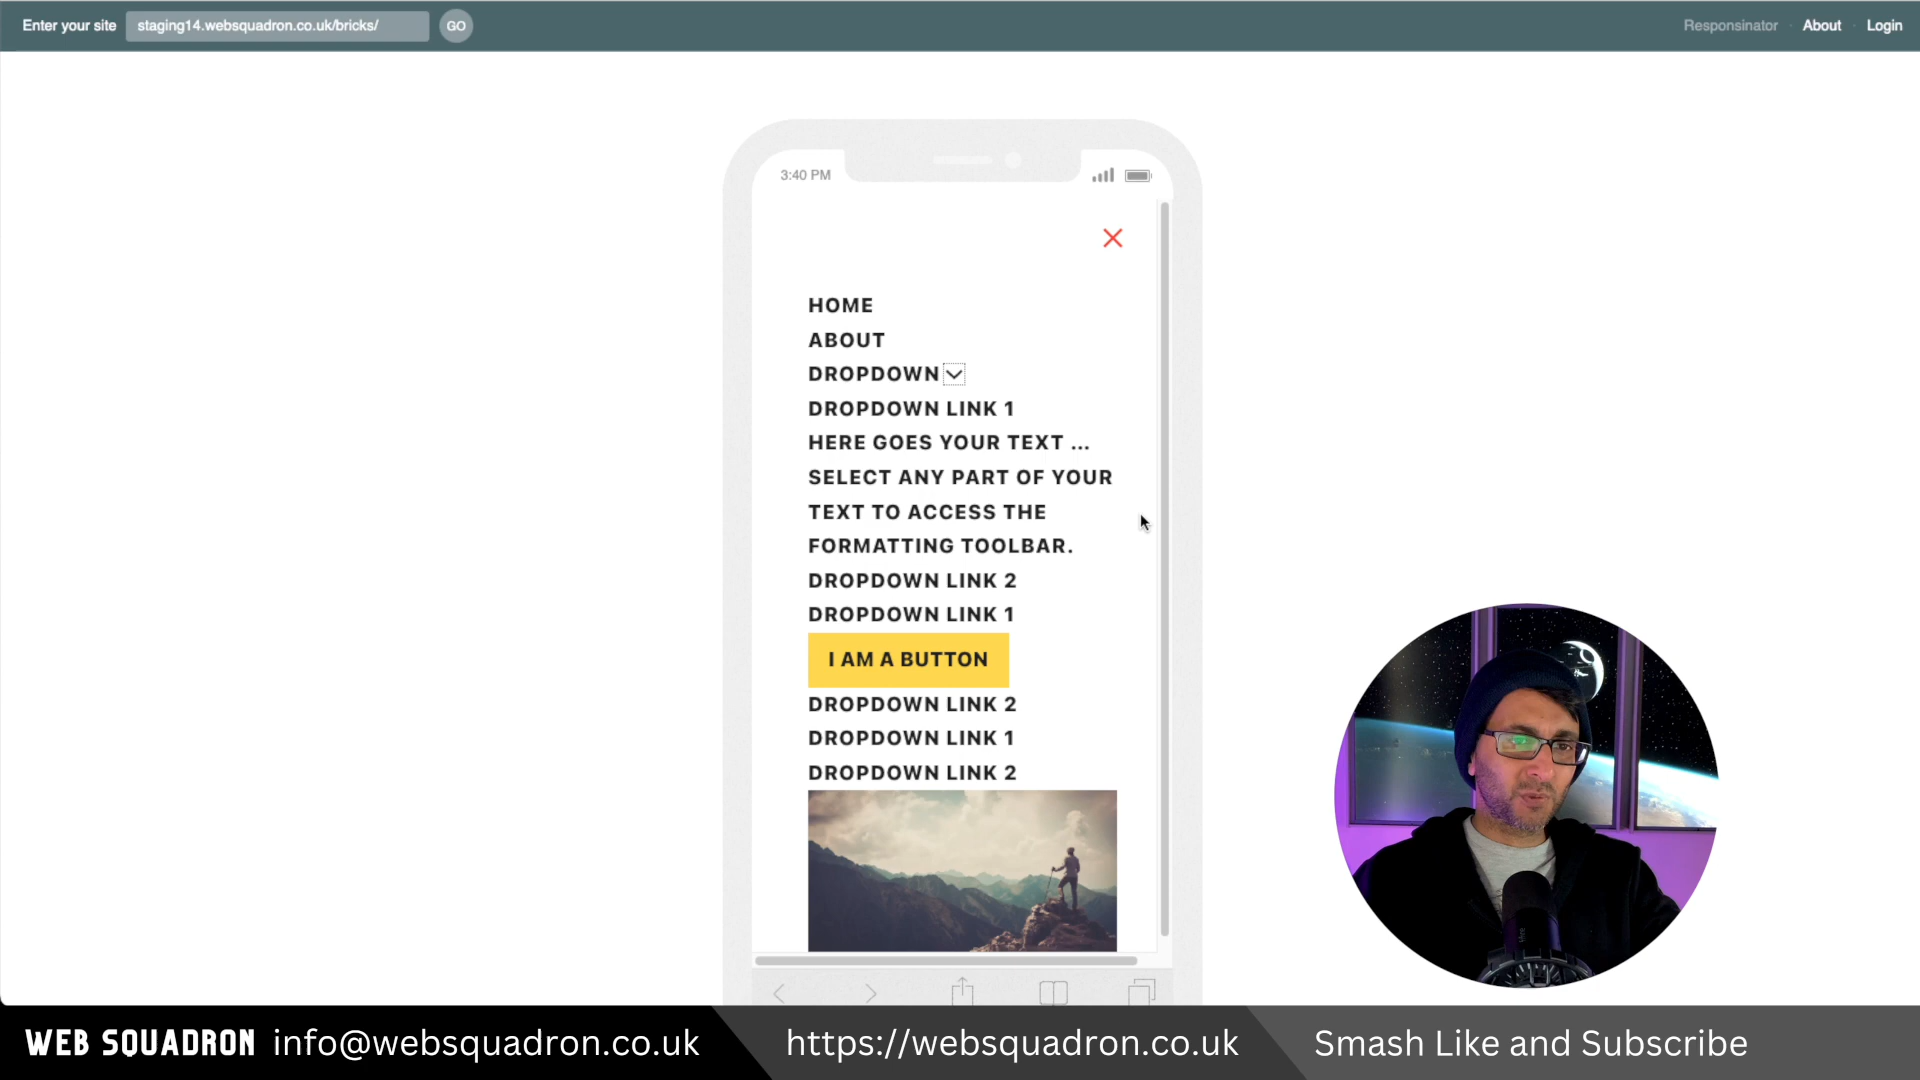 Enter your site staging14.websquadron.co.uk/bricks/ GO Responsinator · About · Login
3:40 PM
HOME
ABOUT
DROPDOWN
DROPDOWN LINK 1
HERE GOES YOUR TEXT ...
SELECT ANY PART OF YOUR
TEXT TO ACCESS THE
FORMATTING TOOLBAR.
DROPDOWN LINK 2
DROPDOWN LINK 1
I AM A BUTTON
DROPDOWN LINK 2
DROPDOWN LINK 1
DROPDOWN LINK 2
WEB SQUADRON info@websquadron.co.uk https://websquadron.co.uk Smash Like and Subscribe